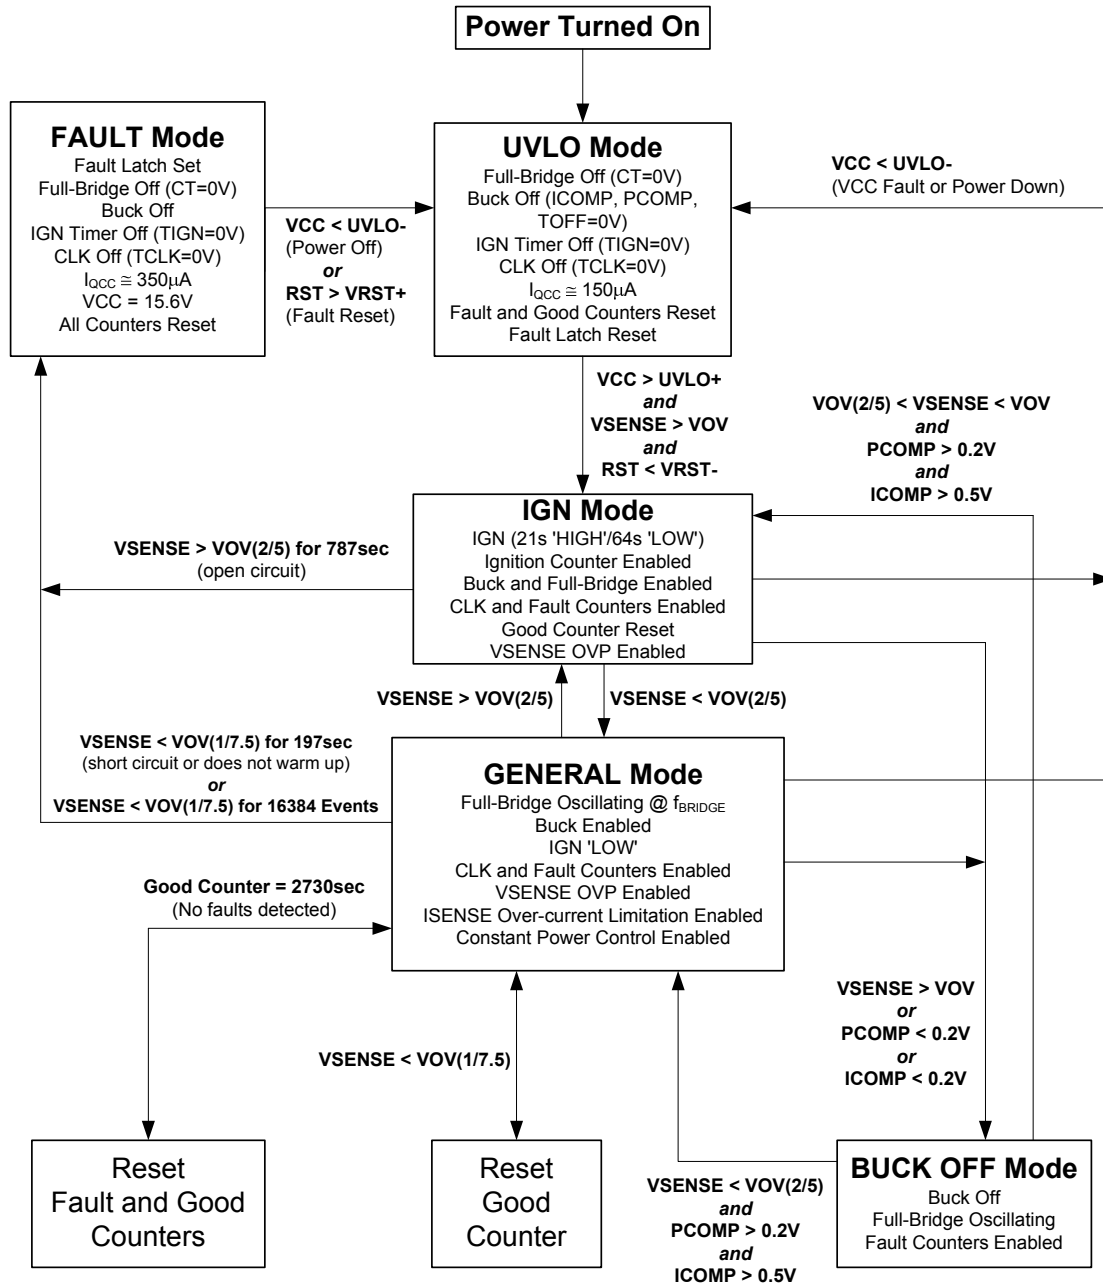 Power Turned On
FAULT Mode
Fault Latch Set
Full-Bridge Off (CT=0V)
Buck Off
IGN Timer Off (TIGN=0V)
CLK Off (TCLK=0V)
IQCC ≅ 350μA
VCC = 15.6V
All Counters Reset
VCC < UVLO-
(Power Off)
or
RST > VRST+
(Fault Reset)
UVLO Mode
Full-Bridge Off (CT=0V)
Buck Off (ICOMP, PCOMP,
TOFF=0V)
IGN Timer Off (TIGN=0V)
CLK Off (TCLK=0V)
IQCC ≅ 150μA
Fault and Good Counters Reset
Fault Latch Reset
VCC < UVLO-
(VCC Fault or Power Down)
VCC > UVLO+
and
VSENSE > VOV
and
RST < VRST-
VOV(2/5) < VSENSE < VOV
and
PCOMP > 0.2V
and
ICOMP > 0.5V
VSENSE > VOV(2/5) for 787sec
(open circuit)
IGN Mode
IGN (21s 'HIGH'/64s 'LOW')
Ignition Counter Enabled
Buck and Full-Bridge Enabled
CLK and Fault Counters Enabled
Good Counter Reset
VSENSE OVP Enabled
VSENSE > VOV(2/5)
VSENSE < VOV(2/5)
VSENSE < VOV(1/7.5) for 197sec
(short circuit or does not warm up)
or
VSENSE < VOV(1/7.5) for 16384 Events
GENERAL Mode
Full-Bridge Oscillating @ fBRIDGE
Buck Enabled
IGN 'LOW'
CLK and Fault Counters Enabled
VSENSE OVP Enabled
ISENSE Over-current Limitation Enabled
Constant Power Control Enabled
Good Counter = 2730sec
(No faults detected)
VSENSE < VOV(1/7.5)
VSENSE > VOV
or
PCOMP < 0.2V
or
ICOMP < 0.2V
Reset
Fault and Good
Counters
Reset
Good
Counter
VSENSE < VOV(2/5)
and
PCOMP > 0.2V
and
ICOMP > 0.5V
BUCK OFF Mode
Buck Off
Full-Bridge Oscillating
Fault Counters Enabled